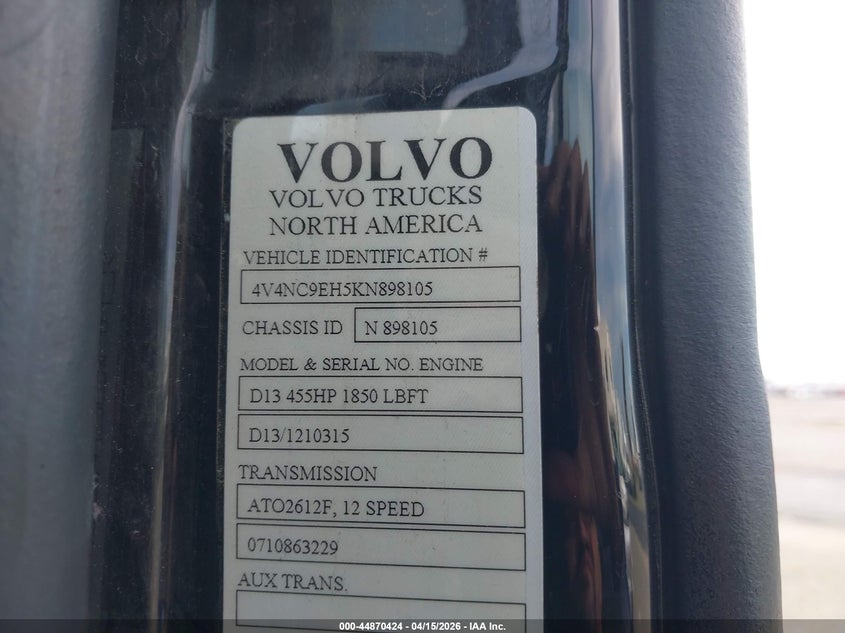 VOLVO
VOLVO TRUCKS
NORTH AMERICA
VEHICLE IDENTIFICATION #
4V4NC9EH5KN898105
CHASSIS ID N 898105
MODEL & SERIAL NO. ENGINE
D13 455HP 1850 LBFT
D13/1210315
TRANSMISSION
ATO2612F, 12 SPEED
0710863229
AUX TRANS.
000-44870424 - 04/15/2026 - IAA Inc.